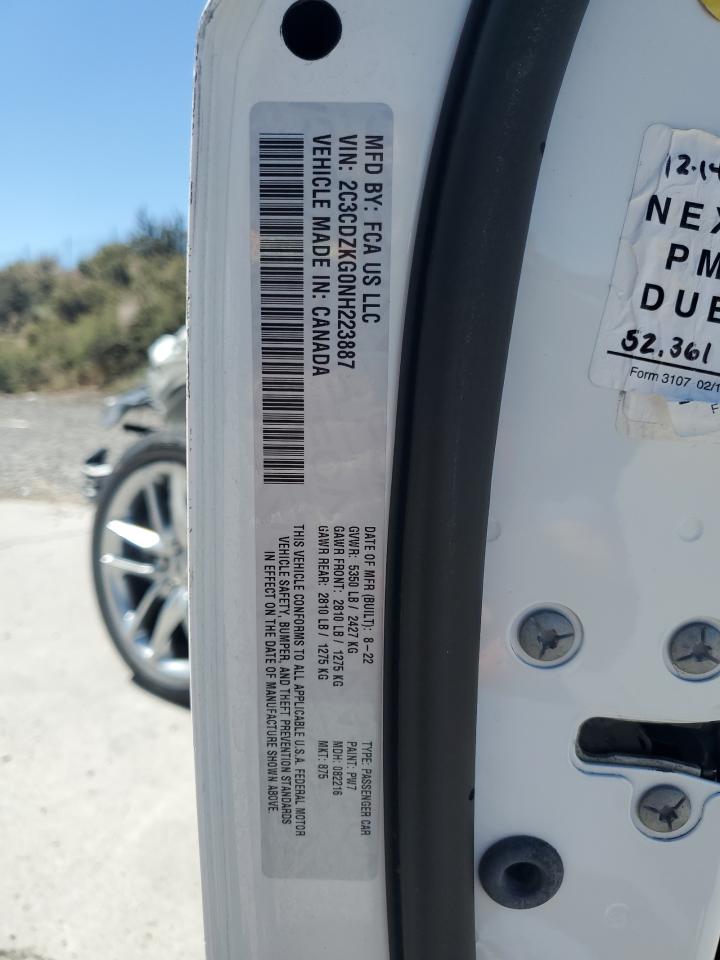 MFD BY: FCA US LLC
VIN: 2C3CDZKG0NH223887
VEHICLE MADE IN: CANADA
DATE OF MFR (BUILT): 8-22
GVWR: 5350 LB / 2427 KG
GAWR FRONT: 2810 LB / 1275 KG
GAWR REAR: 2810 LB / 1275 KG
TYPE: PASSENGER CAR
PAINT: PW7
MDH: 082216
MKT: 875
THIS VEHICLE CONFORMS TO ALL APPLICABLE U.S.A. FEDERAL MOTOR
VEHICLE SAFETY, BUMPER, AND THEFT PREVENTION STANDARDS
IN EFFECT ON THE DATE OF MANUFACTURE SHOWN ABOVE.
12-14
NEX
PM
DUE
52,361
Form 3107 02/1
F